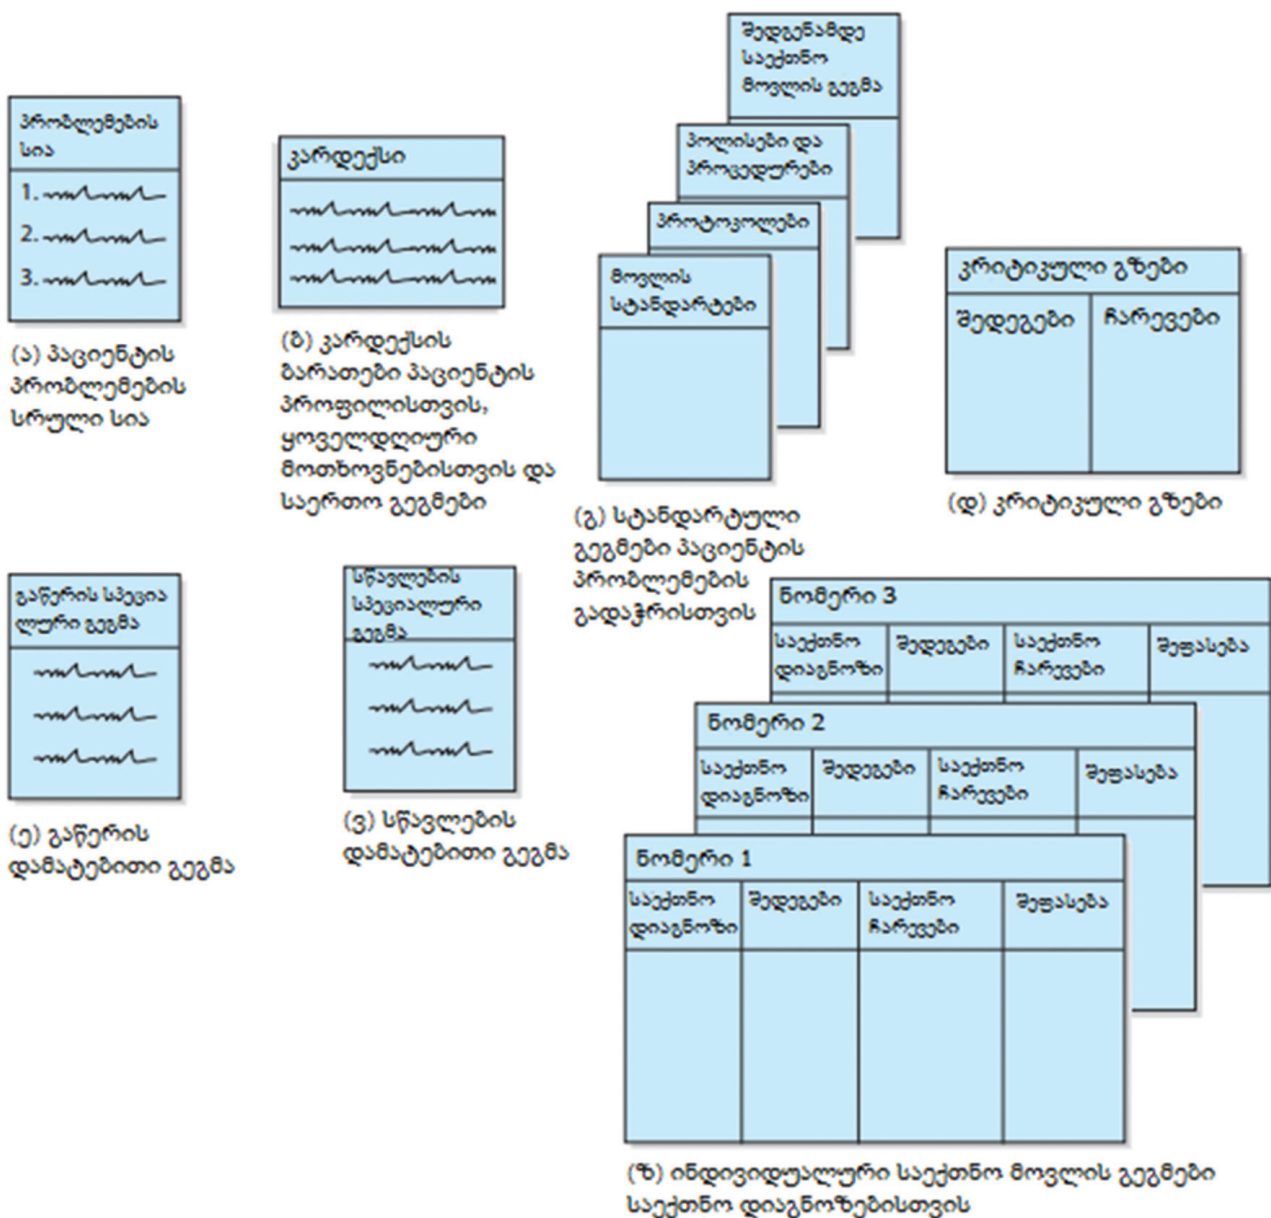 პრობლემების
სია
1.
2.
3.
(ა) პაციენტის
პრობლემების
სრული სია
კარდექსი
(ბ) კარდექსის
ბარათები პაციენტის
პროფილისთვის,
ყოველდღიური
მოთხოვნებისთვის და
საერთო გეგმები
შედგენამდე
საექთნო
მოვლის გეგმა
პოლისები და
პროცედურები
პროტოკოლები
მოვლის
სტანდარტები
(გ) სტანდარტული
გეგმები პაციენტის
პრობლემების
გადაჭრისთვის
კრიტიკული გზები
შედეგები
ჩარევები
(დ) კრიტიკული გზები
გაწერის სპეცია
ლური გეგმა
(ე) გაწერის
დამატებითი გეგმა
სწავლების
სპეციალური
გეგმა
(ვ) სწავლების
დამატებითი გეგმა
ნომერი 3
საექთნო
დიაგნოზი
შედეგები
საექთნო
ჩარევები
შეფასება
ნომერი 2
საექთნო
დიაგნოზი
შედეგები
საექთნო
ჩარევები
შეფასება
ნომერი 1
საექთნო
დიაგნოზი
შედეგები
საექთნო
ჩარევები
შეფასება
(ზ) ინდივიდუალური საექთნო მოვლის გეგმები
საექთნო დიაგნოზებისთვის